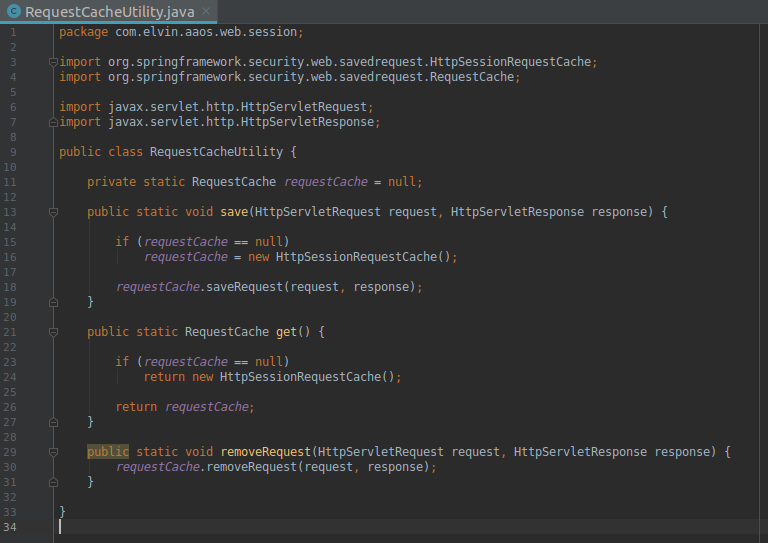 RequestCacheUtility.java
1 package com.elvin.aaos.web.session;
2
3 import org.springframework.security.web.savedrequest.HttpSessionRequestCache;
4 import org.springframework.security.web.savedrequest.RequestCache;
5
6 import javax.servlet.http.HttpServletRequest;
7 import javax.servlet.http.HttpServletResponse;
8
9 public class RequestCacheUtility {
10
11     private static RequestCache requestCache = null;
12
13     public static void save(HttpServletRequest request, HttpServletResponse response) {
14
15         if (requestCache == null)
16             requestCache = new HttpSessionRequestCache();
17
18         requestCache.saveRequest(request, response);
19     }
20
21     public static RequestCache get() {
22
23         if (requestCache == null)
24             return new HttpSessionRequestCache();
25
26         return requestCache;
27     }
28
29     public static void removeRequest(HttpServletRequest request, HttpServletResponse response) {
30         requestCache.removeRequest(request, response);
31     }
32
33 }
34